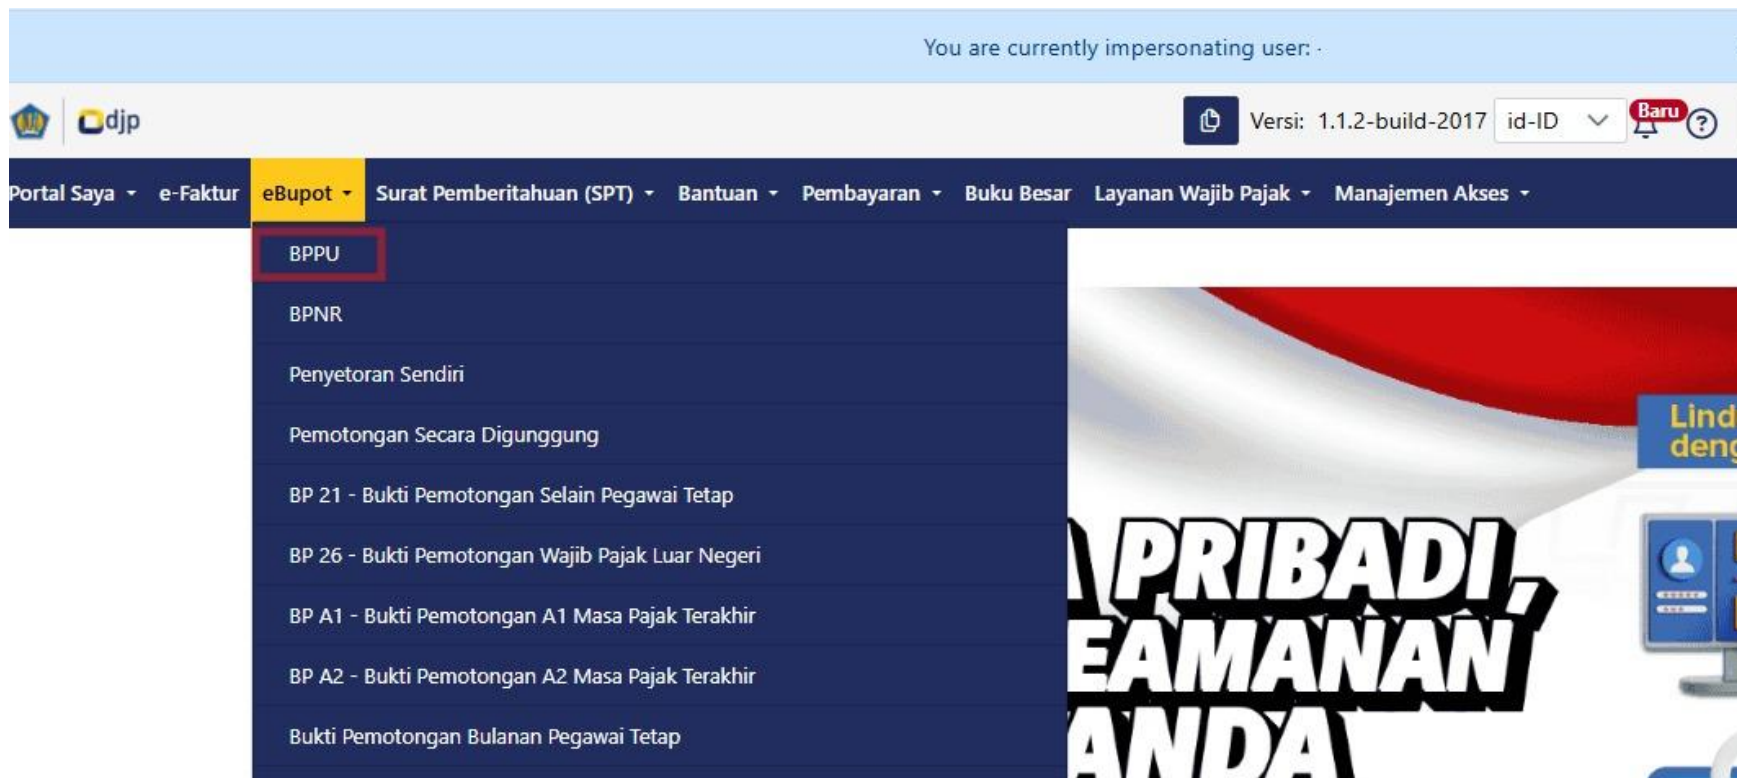 You are currently impersonating user: -
djp
Versi: 1.1.2-build-2017 id-ID Baru
Portal Saya e-Faktur eBupot Surat Pemberitahuan (SPT) Bantuan Pembayaran Buku Besar Layanan Wajib Pajak Manajemen Akses
BPPU
BPNR
Penyetoran Sendiri
Pemotongan Secara Digunggung
BP 21 - Bukti Pemotongan Selain Pegawai Tetap
BP 26 - Bukti Pemotongan Wajib Pajak Luar Negeri
BP A1 - Bukti Pemotongan A1 Masa Pajak Terakhir
BP A2 - Bukti Pemotongan A2 Masa Pajak Terakhir
Bukti Pemotongan Bulanan Pegawai Tetap
Lind
deng
A PRIBADI,
EAMANAN
ANDA